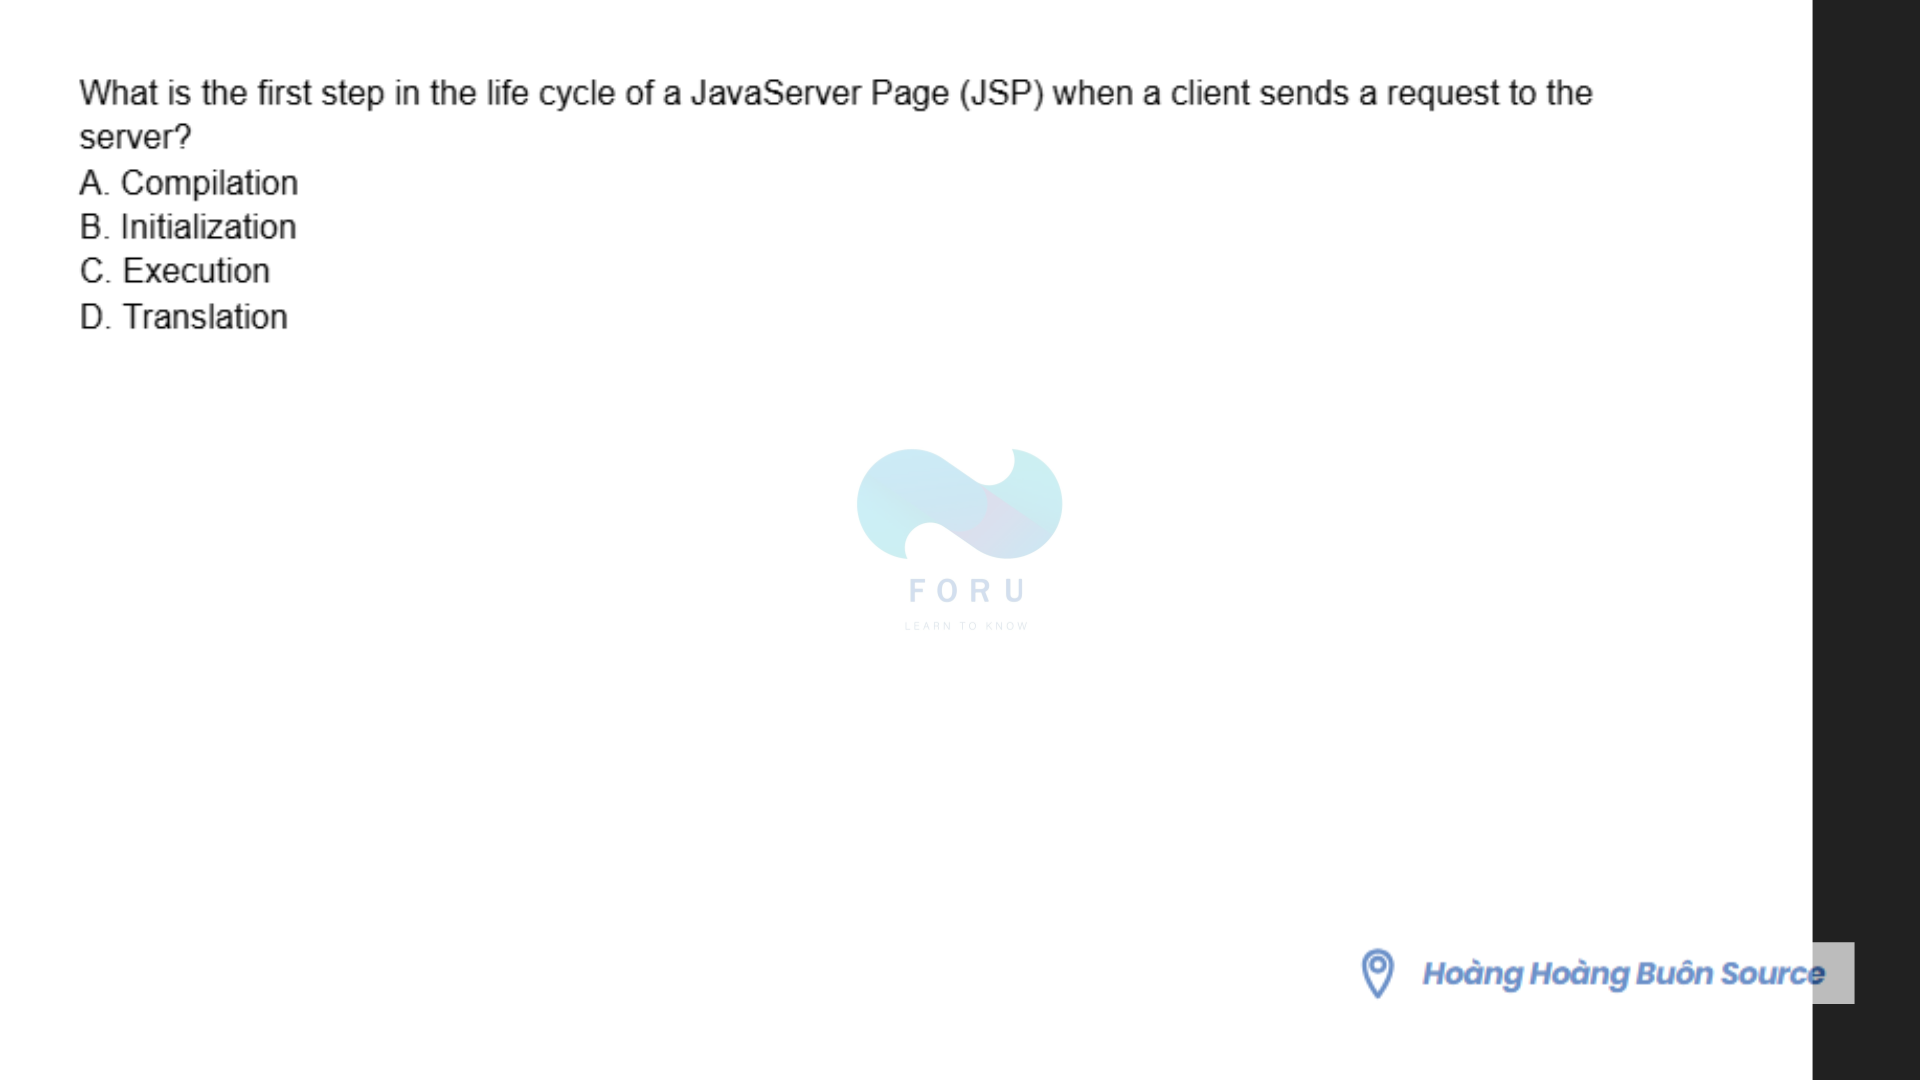 What is the first step in the life cycle of a JavaServer Page (JSP) when a client sends a request to the
server?
A. Compilation
B. Initialization
C. Execution
D. Translation
FORU
LEARN TO KNOW
Hoàng Hoàng Buôn Source